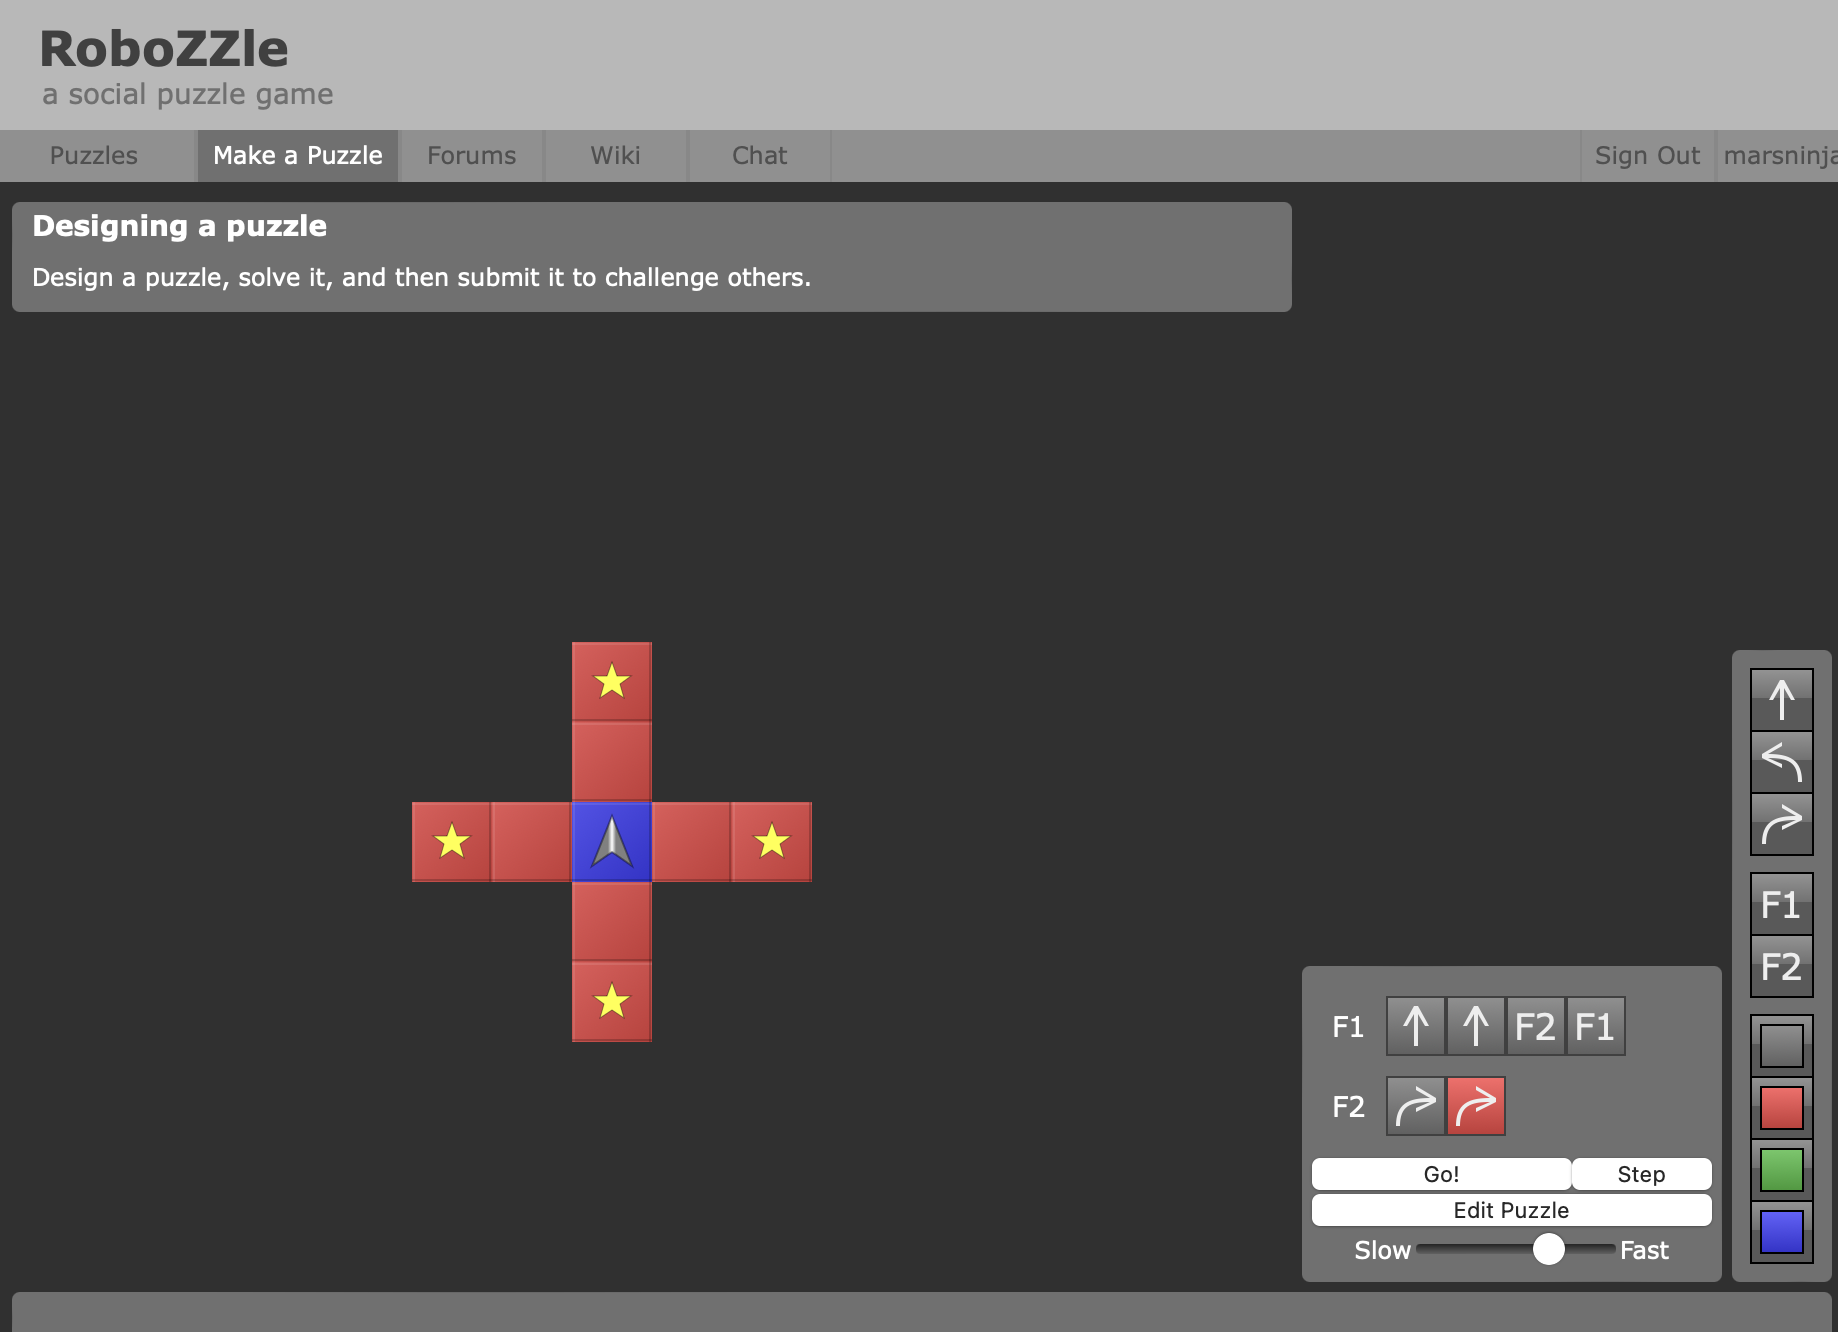 RoboZZle
a social puzzle game
Puzzles Make a Puzzle Forums Wiki Chat Sign Out marsninja
Designing a puzzle
Design a puzzle, solve it, and then submit it to challenge others.
F1
F2
F1 F2 F1
F2
Go! Step
Edit Puzzle
Slow Fast